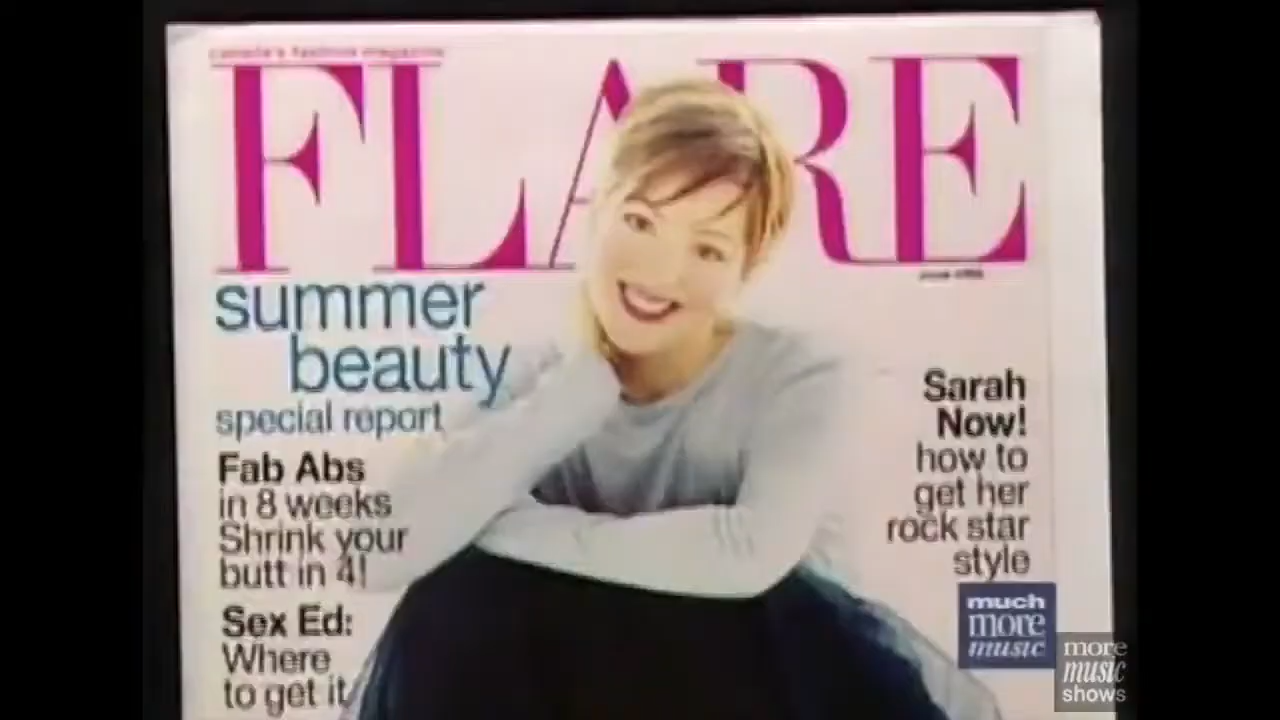 canada's fashion magazine
FLARE
summer
beauty
special report
Fab Abs
in 8 weeks
Shrink your
butt in 4!
Sex Ed:
Where
to get it
Sarah
Now!
how to
get her
rock star
style
much
more
music
more
music
shows